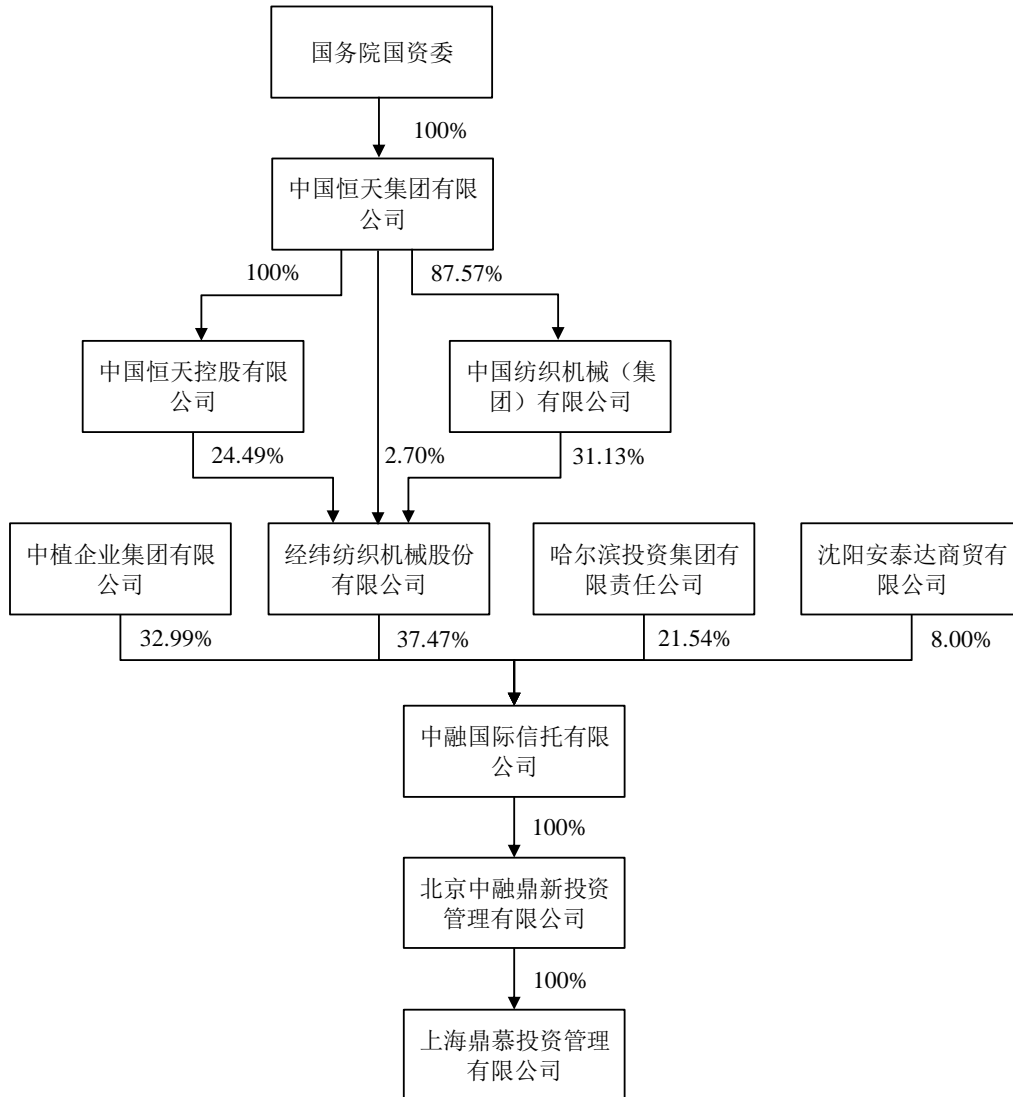 国务院国资委
100%
中国恒天集团有限
公司
100%
87.57%
中国恒天控股有限
公司
中国纺织机械（集
团）有限公司
24.49%
2.70%
31.13%
中植企业集团有限
公司
经纬纺织机械股份
有限公司
哈尔滨投资集团有
限责任公司
沈阳安泰达商贸有
限公司
32.99%
37.47%
21.54%
8.00%
中融国际信托有限
公司
100%
北京中融鼎新投资
管理有限公司
100%
上海鼎慕投资管理
有限公司